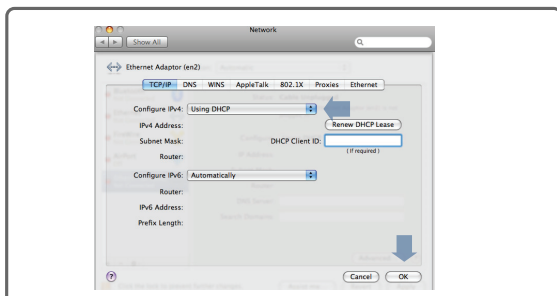 Network
Show All
Ethernet Adaptor (en2)
TCP/IP DNS WINS AppleTalk 802.1X Proxies Ethernet
Configure IPv4: Using DHCP
IPv4 Address: Renew DHCP Lease
Subnet Mask: DHCP Client ID:
( If required )
Router:
Configure IPv6: Automatically
Router:
IPv6 Address:
Prefix Length:
? Cancel OK